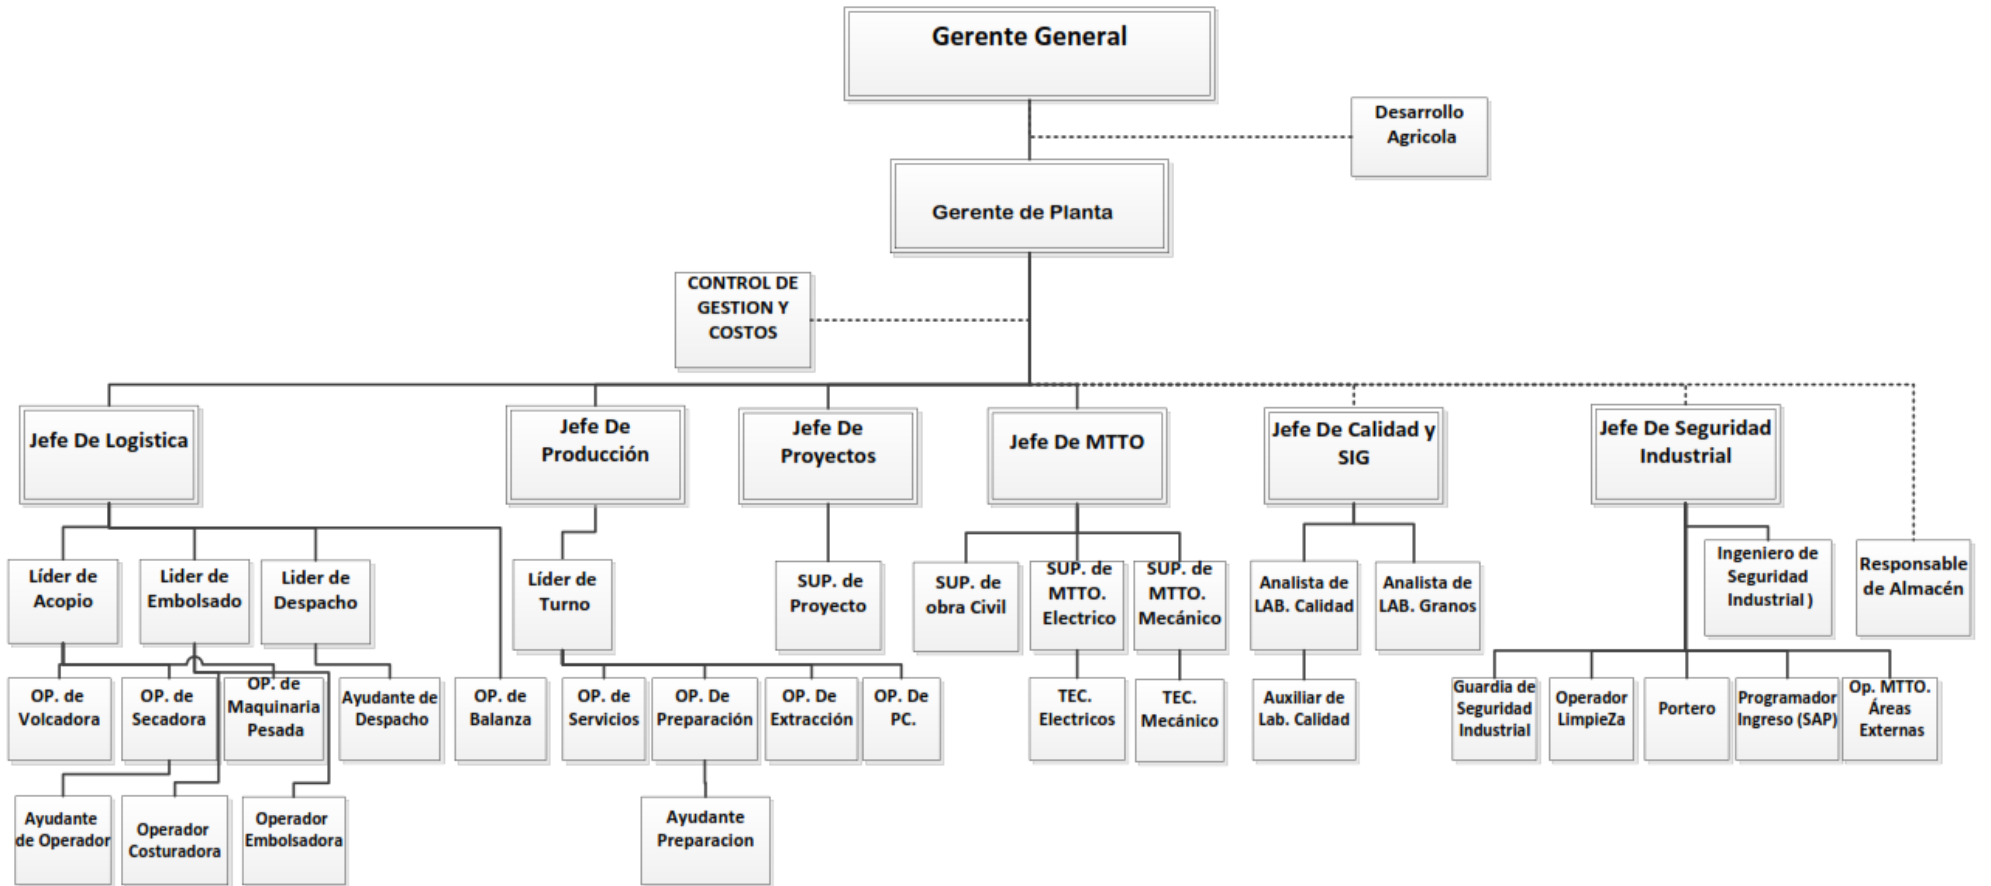 Gerente General
Desarrollo
Agricola
Gerente de Planta
CONTROL DE
GESTION Y
COSTOS
Jefe De Logistica
Jefe De
Producción
Jefe De
Proyectos
Jefe De MTTO
Jefe De Calidad y
SIG
Jefe De Seguridad
Industrial
Líder de
Acopio
Lider de
Embolsado
Lider de
Despacho
Líder de
Turno
SUP. de
Proyecto
SUP. de
obra Civil
SUP. de
MTTO.
Electrico
SUP. de
MTTO.
Mecánico
Analista de
LAB. Calidad
Analista de
LAB. Granos
Ingeniero de
Seguridad
Industrial )
Responsable
de Almacén
OP. de
Volcadora
OP. de
Secadora
OP. de
Maquinaria
Pesada
Ayudante de
Despacho
OP. de
Balanza
OP. de
Servicios
OP. De
Preparación
OP. De
Extracción
OP. De
PC.
TEC.
Electricos
TEC.
Mecánico
Auxiliar de
Lab. Calidad
Guardia de
Seguridad
Industrial
Operador
LimpieZa
Portero
Programador
Ingreso (SAP)
Op. MTTO.
Áreas
Externas
Ayudante
de Operador
Operador
Costuradora
Operador
Embolsadora
Ayudante
Preparacion